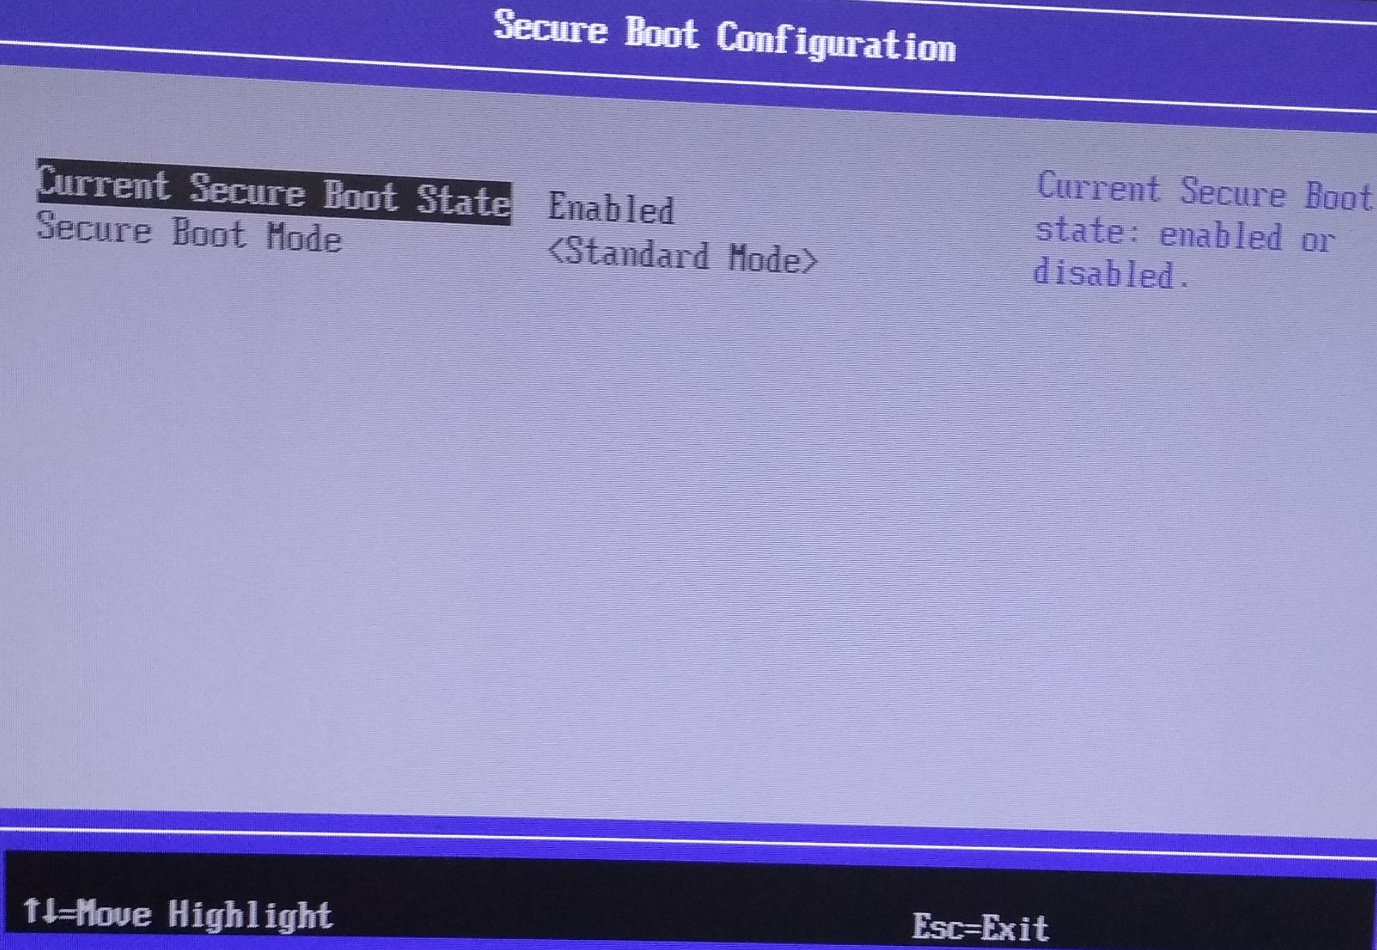 Secure Boot Configuration
Current Secure Boot State Enabled
Secure Boot Mode <Standard Mode>
Current Secure Boot
state: enabled or
disabled.
↑↓=Move Highlight Esc=Exit